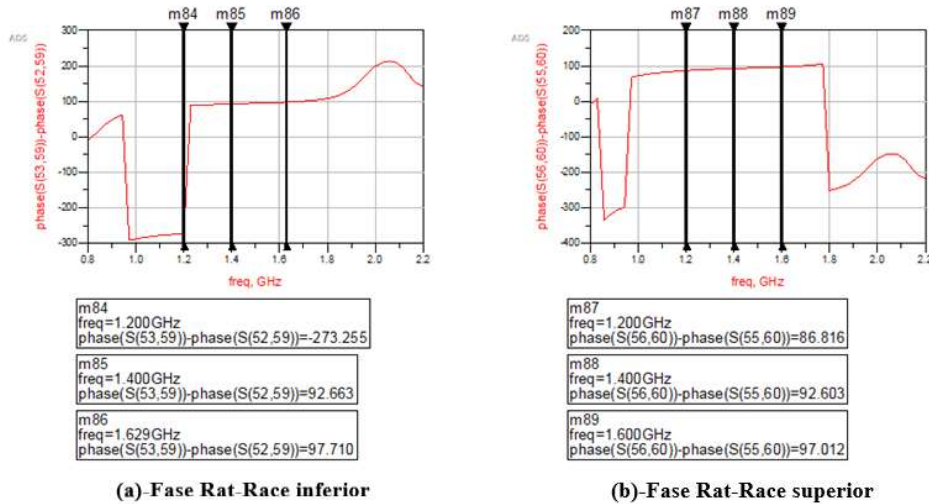 m84 m85 m86
ADS
phase(S(53,59))-phase(S(52,59))
300
200
100
0
-100
-200
-300
0.8 1.0 1.2 1.4 1.6 1.8 2.0 2.2
freq, GHz
m84
freq=1.200GHz
phase(S(53,59))-phase(S(52,59))=-273.255
m85
freq=1.400GHz
phase(S(53,59))-phase(S(52,59))=92.663
m86
freq=1.629GHz
phase(S(53,59))-phase(S(52,59))=97.710
(a)-Fase Rat-Race inferior
m87 m88 m89
ADS
phase(S(56,60))-phase(S(55,60))
200
100
0
-100
-200
-300
-400
0.8 1.0 1.2 1.4 1.6 1.8 2.0 2.2
freq, GHz
m87
freq=1.200GHz
phase(S(56,60))-phase(S(55,60))=86.816
m88
freq=1.400GHz
phase(S(56,60))-phase(S(55,60))=92.603
m89
freq=1.600GHz
phase(S(56,60))-phase(S(55,60))=97.012
(b)-Fase Rat-Race superior